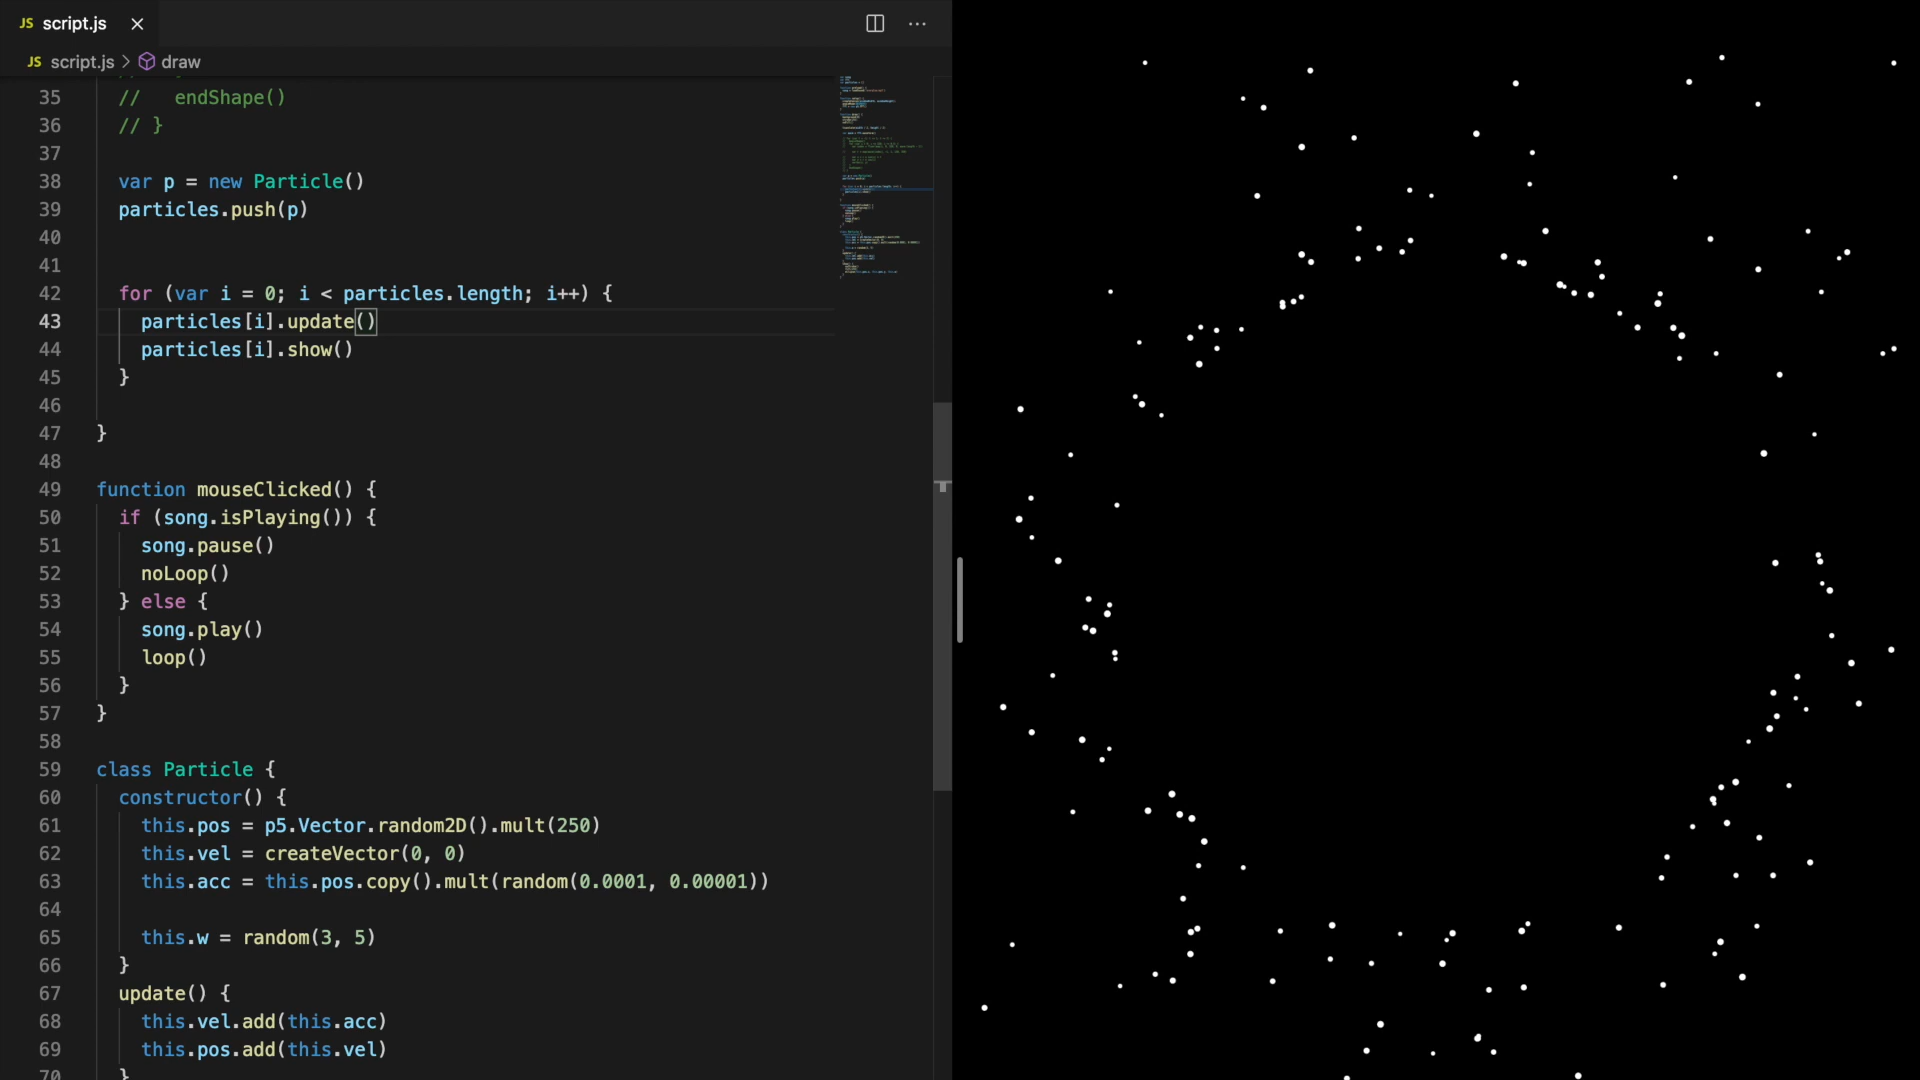 JS script.js
JS script.js > draw
35 //   endShape()
36 // }
37
38 var p = new Particle()
39 particles.push(p)
40
41
42 for (var i = 0; i < particles.length; i++) {
43 particles[i].update()
44 particles[i].show()
45 }
46
47 }
48
49 function mouseClicked() {
50 if (song.isPlaying()) {
51 song.pause()
52 noLoop()
53 } else {
54 song.play()
55 loop()
56 }
57 }
58
59 class Particle {
60 constructor() {
61 this.pos = p5.Vector.random2D().mult(250)
62 this.vel = createVector(0, 0)
63 this.acc = this.pos.copy().mult(random(0.0001, 0.00001))
64
65 this.w = random(3, 5)
66 }
67 update() {
68 this.vel.add(this.acc)
69 this.pos.add(this.vel)
70 }